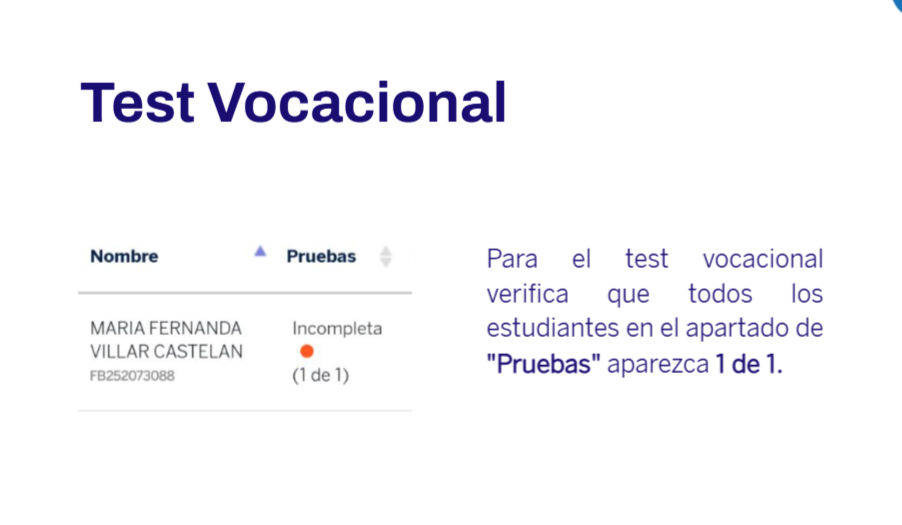 Test Vocacional
Nombre Pruebas
MARIA FERNANDA Incompleta
VILLAR CASTELAN
FB252073088 (1 de 1)
Para el test vocacional
verifica que todos los
estudiantes en el apartado de
"Pruebas" aparezca 1 de 1.